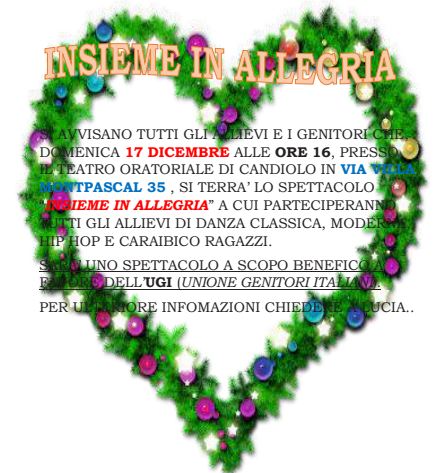 INSIEME IN ALLEGRIA
SI AVVISANO TUTTI GLI ALLIEVI E I GENITORI CHE,
DOMENICA 17 DICEMBRE ALLE ORE 16, PRESSO
IL TEATRO ORATORIALE DI CANDIOLO IN VIA VILLA
MONTPASCAL 35 , SI TERRA' LO SPETTACOLO
"INSIEME IN ALLEGRIA" A CUI PARTECIPERANNO
TUTTI GLI ALLIEVI DI DANZA CLASSICA, MODERNA
HIP HOP E CARAIBICO RAGAZZI.
SARA' UNO SPETTACOLO A SCOPO BENEFICO A
FAVORE DELL'UGI (UNIONE GENITORI ITALIANI).
PER ULTERIORE INFOMAZIONI CHIEDERE A LUCIA..